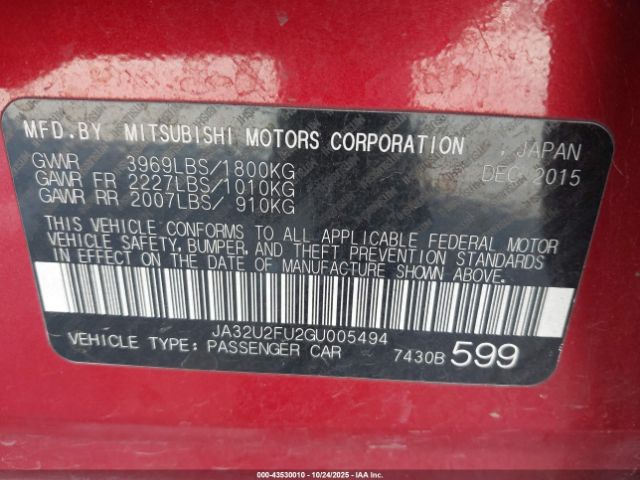 MFD.BY MITSUBISHI MOTORS CORPORATION , JAPAN
GVWR 3969LBS/1800KG DEC 2015
GAWR FR 2227LBS/1010KG
GAWR RR 2007LBS/ 910KG
THIS VEHICLE CONFORMS TO ALL APPLICABLE FEDERAL MOTOR
VEHICLE SAFETY, BUMPER, AND THEFT PREVENTION STANDARDS
IN EFFECT ON THE DATE OF MANUFACTURE SHOWN ABOVE.
JA32U2FU2GU005494
VEHICLE TYPE: PASSENGER CAR 7430B 599
000-43530010 - 10/24/2025 - IAAI.COM